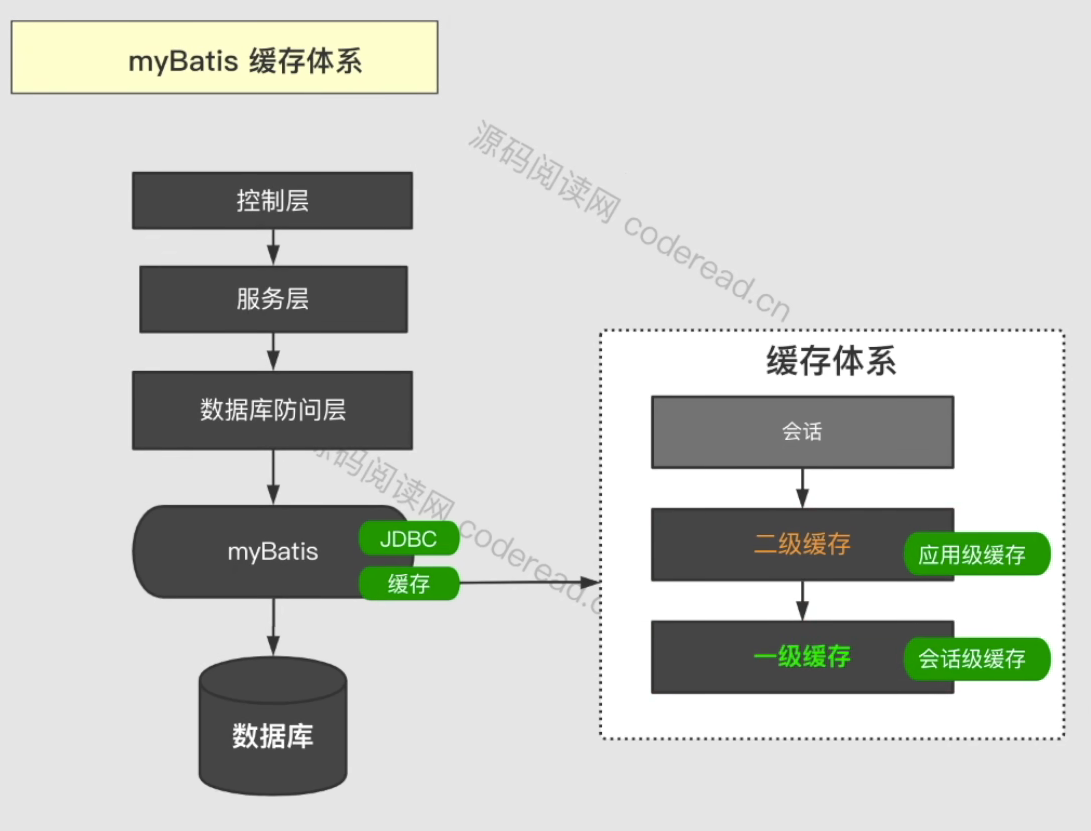 myBatis 缓存体系
源码阅读网 coderead.cn
控制层
服务层
数据库防问层
源码阅读网 coderead.c
myBatis
JDBC
缓存
数据库
缓存体系
会话
二级缓存
应用级缓存
一级缓存
会话级缓存